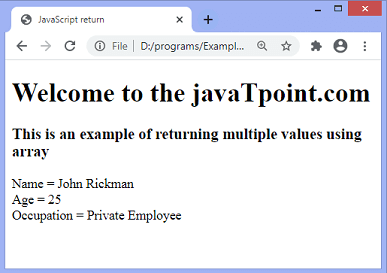 JavaScript return
File
D:/programs/Exampl...
Welcome to the javaTpoint.com
This is an example of returning multiple values using
array
Name = John Rickman
Age = 25
Occupation = Private Employee